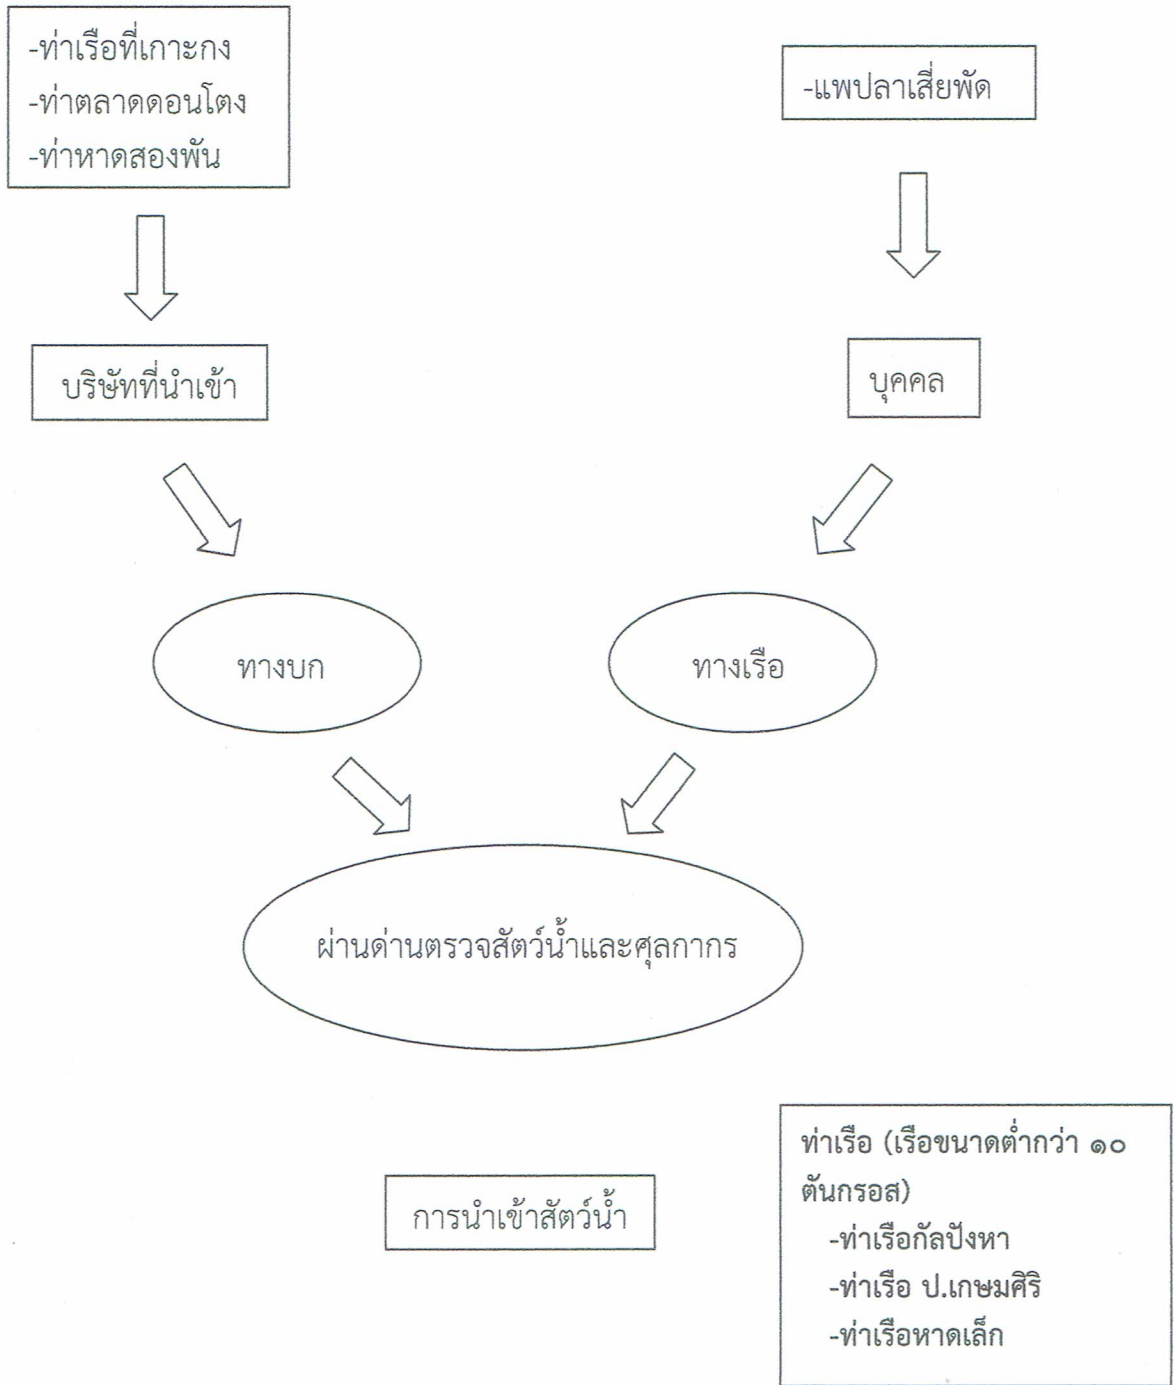 -ท่าเรือที่เกาะกง
-ท่าตลาดดอนโตง
-ท่าหาดสองพัน
-แพปลาเสี่ยพัด
บริษัทที่นำเข้า
บุคคล
ทางบก
ทางเรือ
ผ่านด่านตรวจสัตว์น้ำและศุลกากร
การนำเข้าสัตว์น้ำ
ท่าเรือ (เรือขนาดต่ำกว่า ๑๐
ตันกรอส)
-ท่าเรือกัลปังหา
-ท่าเรือ ป.เกษมศิริ
-ท่าเรือหาดเล็ก